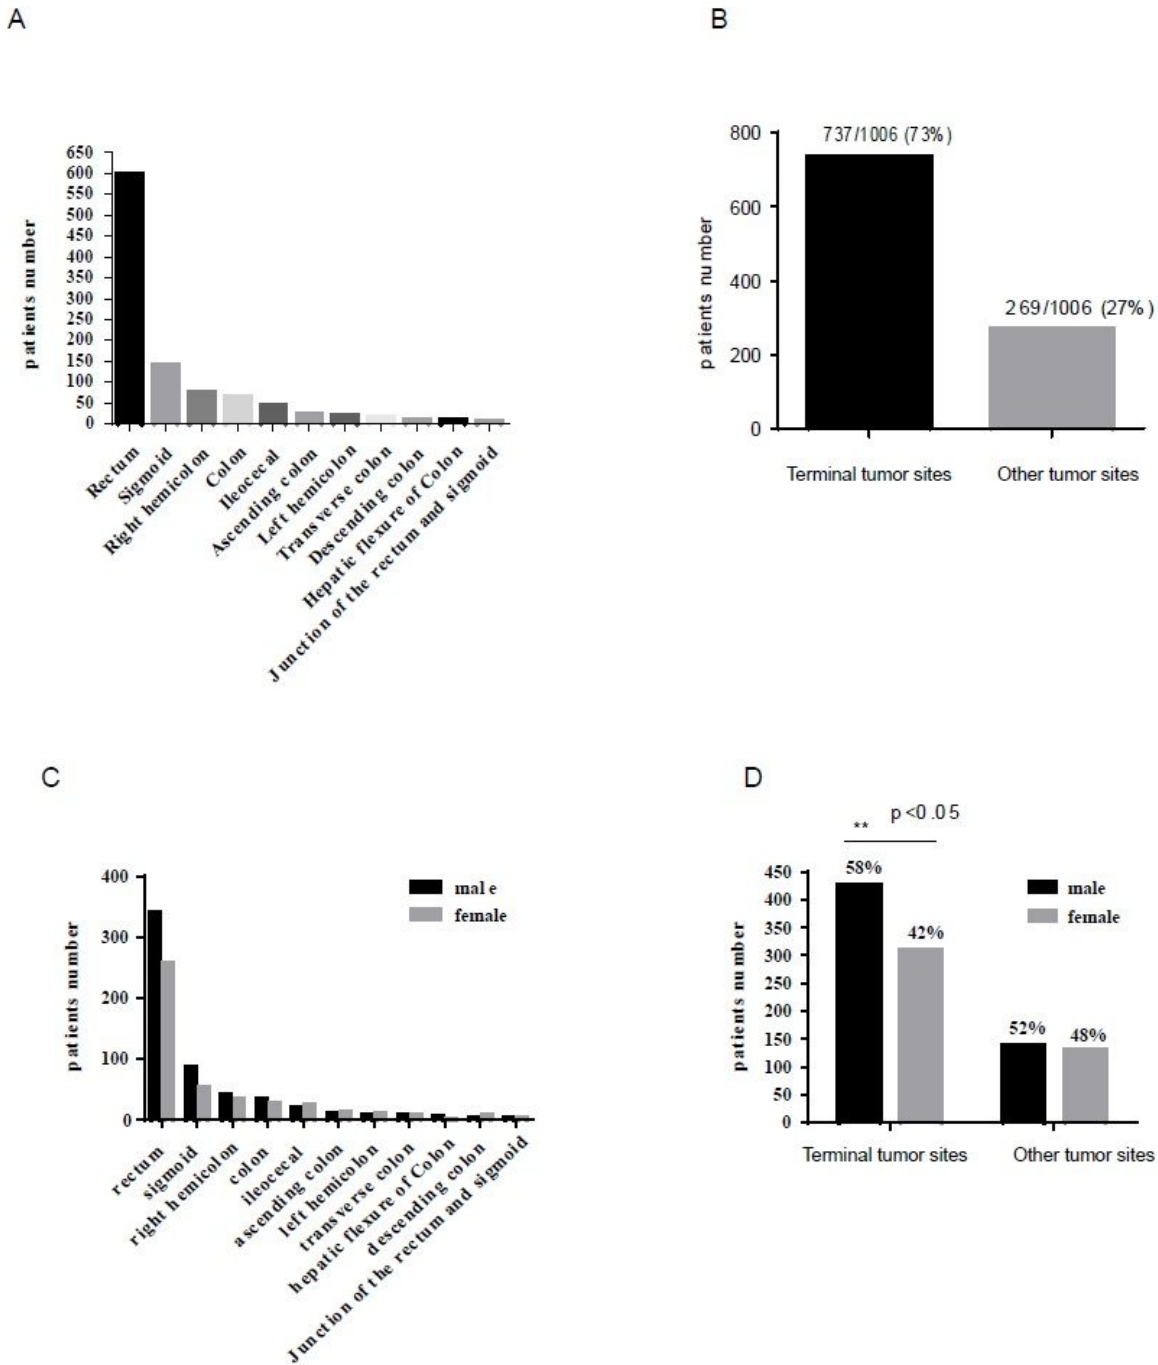 A
B
patients number
650
600
550
500
450
400
350
300
250
200
150
100
50
0
Rectum
Sigmoid
Right hemicolon
Colon
Ileocecal
Ascending colon
Left hemicolon
Transverse colon
Descending colon
Hepatic flexure of Colon
Junction of the rectum and sigmoid
patients number
800
600
400
200
0
737/1006 (73%)
269/1006 (27%)
Terminal tumor sites
Other tumor sites
C
D
patients number
400
300
200
100
0
male
female
rectum
sigmoid
right hemicolon
colon
ileocecal
ascending colon
left hemicolon
transverse colon
hepatic flexure of Colon
descending colon
Junction of the rectum and sigmoid
** p<0.05
patients number
450
400
350
300
250
200
150
100
50
0
58%
42%
52%
48%
male
female
Terminal tumor sites
Other tumor sites